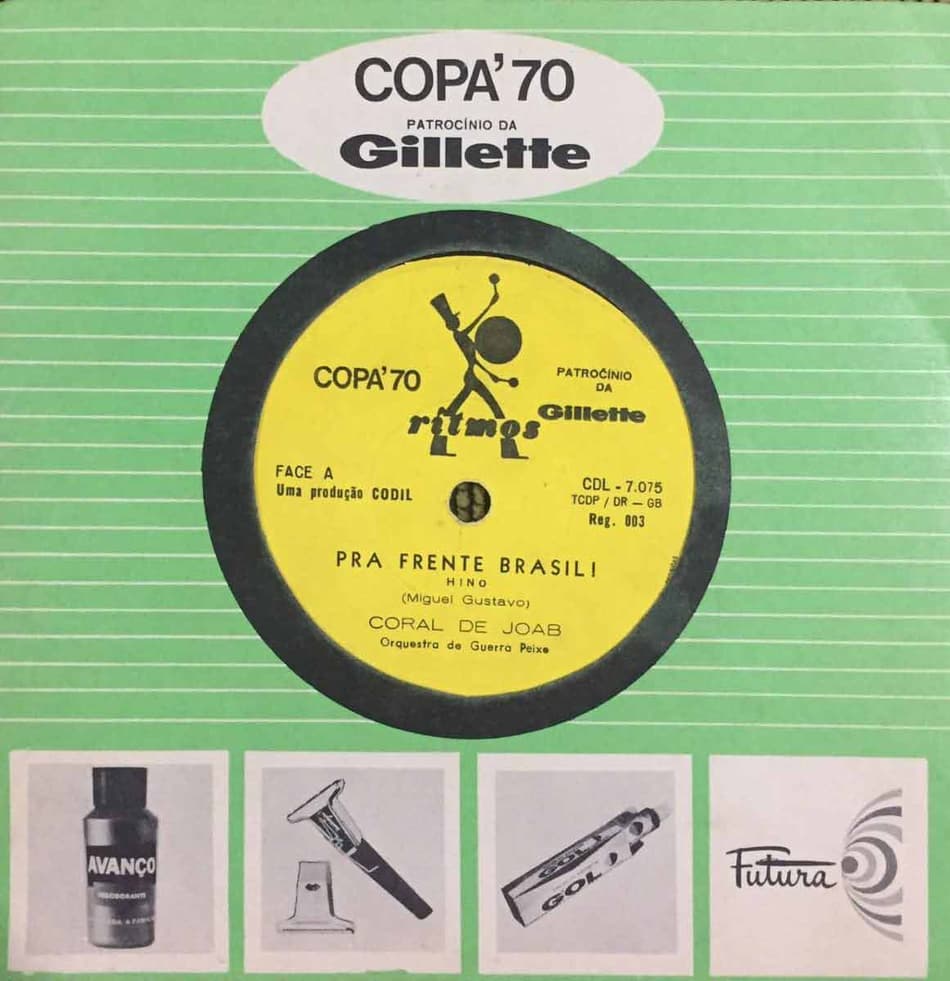 COPA'70
PATROCÍNIO DA
Gillette
COPA'70
PATROCÍNIO
DA
Gillette
ritmos
FACE A
Uma produção CODIL
CDL - 7.075
TCDP / DR — GB
Reg. 003
PRA FRENTE BRASIL!
HINO
(Miguel Gustavo)
CORAL DE JOAB
Orquestra de Guerra Peixe
AVANÇO
DESODORANTE
GOL
GOL
Futura